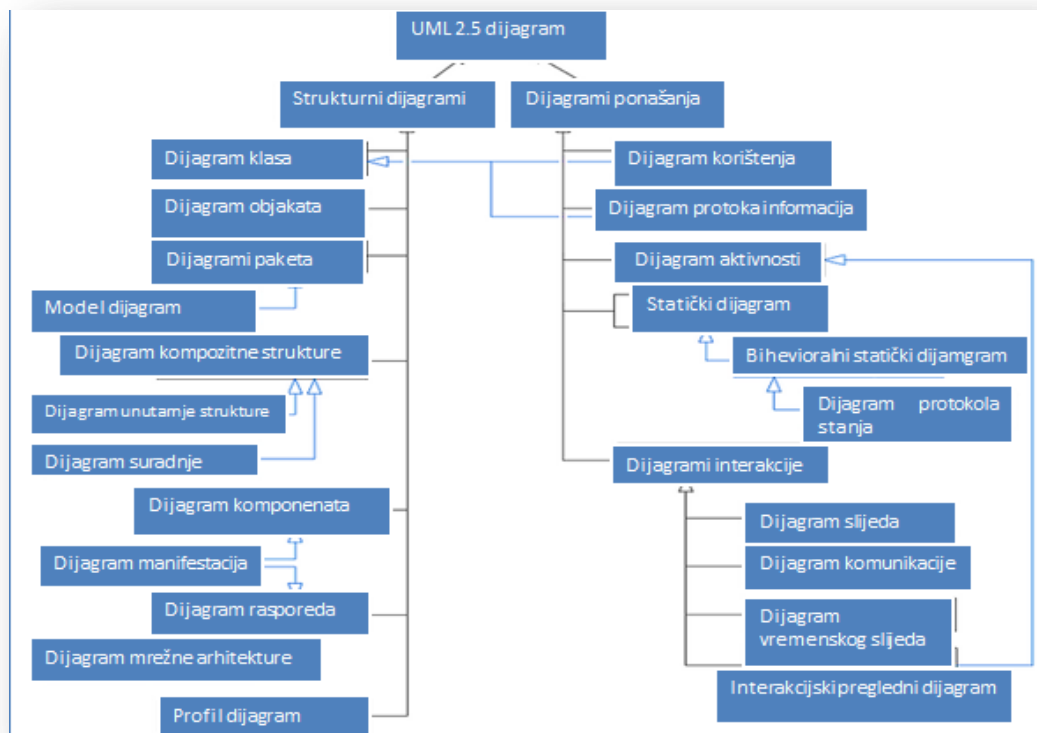 UML 2.5 dijagram
Strukturni dijagrami
Dijagrami ponašanja
Dijagram klasa
Dijagram objakata
Dijagrami paketa
Model dijagram
Dijagram kompozitne strukture
Dijagram unutarnje strukture
Dijagram suradnje
Dijagram komponenata
Dijagram manifestacija
Dijagram rasporeda
Dijagram mrežne arhitekture
Profil dijagram
Dijagram korištenja
Dijagram protoka informacija
Dijagram aktivnosti
Statički dijagram
Bihevioralni statički dijamgram
Dijagram protokola
stanja
Dijagrami interakcije
Dijagram slijeda
Dijagram komunikacije
Dijagram
vremenskog slijeda
Interakcijski pregledni dijagram